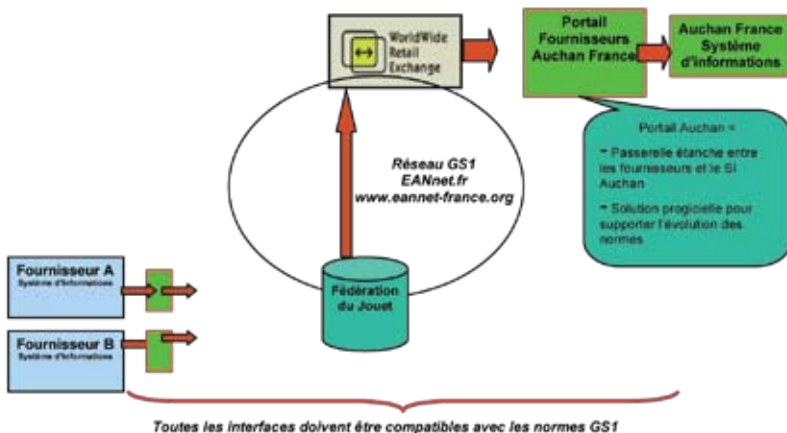 WorldWide
Retail
Exchange
Portail
Fournisseurs
Auchan France
Auchan France
Système
d'informations
Portail Auchan =
- Passerelle étanche entre
les fournisseurs et le SI
Auchan
- Solution progicielle pour
supporter l'évolution des
normes
Réseau GS1
EANnet.fr
www.eannet-france.org
Fournisseur A
Système d'Informations
Fédération
du Jouet
Fournisseur B
Système d'Informations
Toutes les interfaces doivent être compatibles avec les normes GS1